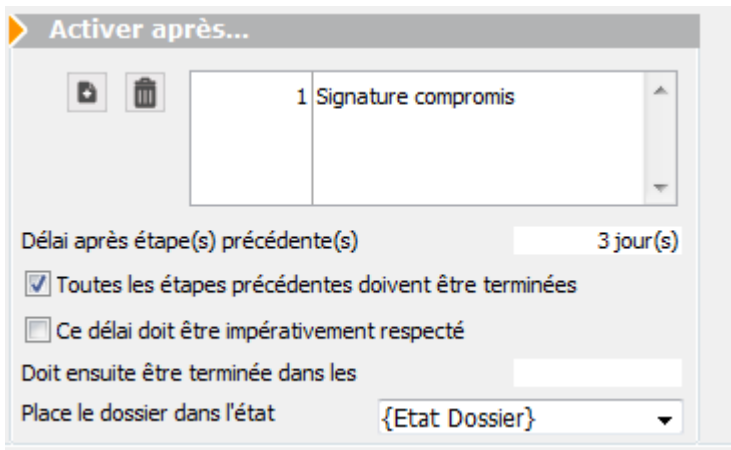 Activer après...
1 Signature compromis
Délai après étape(s) précédente(s) 3 jour(s)
Toutes les étapes précédentes doivent être terminées
Ce délai doit être impérativement respecté
Doit ensuite être terminée dans les
Place le dossier dans l'état {Etat Dossier}